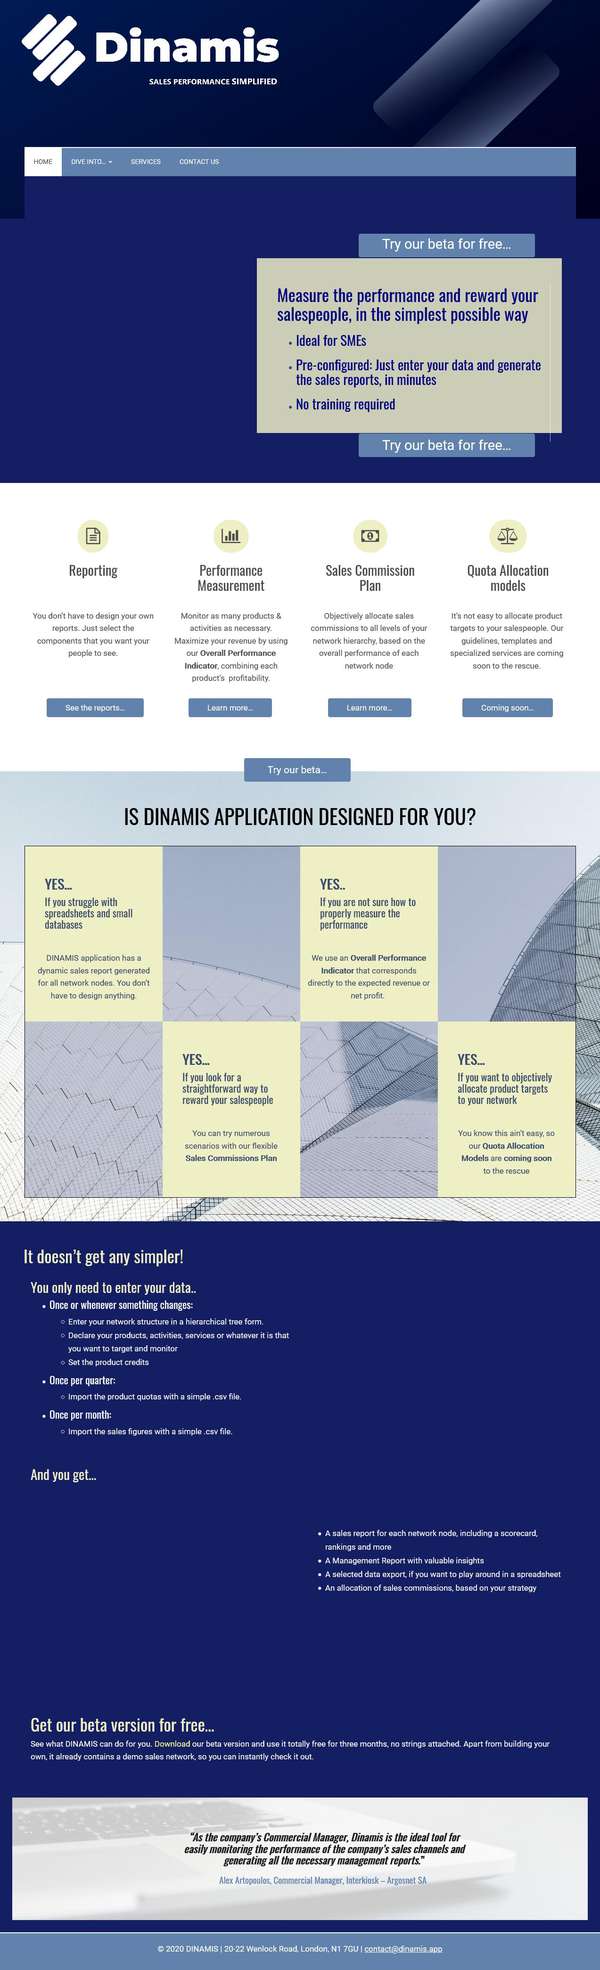 Dinamis
SALES PERFORMANCE SIMPLIFIED
HOME
DIVE INTO...
SERVICES
CONTACT US
Try our beta for free...
Measure the performance and reward your
salespeople, in the simplest possible way
Ideal for SMEs
Pre-configured: Just enter your data and generate
the sales reports, in minutes
No training required
Try our beta for free...
Reporting
You don't have to design your own
reports. Just select the
components that you want your
people to see.
See the reports...
Performance
Measurement
Monitor as many products &
activities as necessary.
Maximize your revenue by using
our Overall Performance
Indicator, combining each
product's profitability.
Learn more...
Sales Commission
Plan
Objectively allocate sales
commissions to all levels of your
network hierarchy, based on the
overall performance of each
network node
Learn more...
Quota Allocation
models
It's not easy to allocate product
targets to your salespeople. Our
guidelines, templates and
specialized services are coming
soon to the rescue.
Coming soon...
Try our beta...
IS DINAMIS APPLICATION DESIGNED FOR YOU?
YES...
If you struggle with
spreadsheets and small
databases
DINAMIS application has a
dynamic sales report generated
for all network nodes. You don't
have to design anything.
YES..
If you are not sure how to
properly measure the
performance
We use an Overall Performance
Indicator that corresponds
directly to the expected revenue or
net profit.
YES...
If you look for a
straightforward way to
reward your salespeople
You can try numerous
scenarios with our flexible
Sales Commissions Plan
YES...
If you want to objectively
allocate product targets
to your network
You know this ain't easy, so
our Quota Allocation
Models are coming soon
to the rescue
It doesn't get any simpler!
You only need to enter your data..
Once or whenever something changes:
Enter your network structure in a hierarchical tree form.
Declare your products, activities, services or whatever it is that
you want to target and monitor
Set the product credits
Once per quarter:
Import the product quotas with a simple .csv file.
Once per month:
Import the sales figures with a simple .csv file.
And you get...
A sales report for each network node, including a scorecard,
rankings and more
A Management Report with valuable insights
A selected data export, if you want to play around in a spreadsheet
An allocation of sales commissions, based on your strategy
Get our beta version for free...
See what DINAMIS can do for you. Download our beta version and use it totally free for three months, no strings attached. Apart from building your
own, it already contains a demo sales network, so you can instantly check it out.
"As the company's Commercial Manager, Dinamis is the ideal tool for
easily monitoring the performance of the company's sales channels and
generating all the necessary management reports."
Alex Artopoulos, Commercial Manager, Interkiosk – Argosnet SA
© 2020 DINAMIS | 20-22 Wenlock Road, London, N1 7GU | contact@dinamis.app